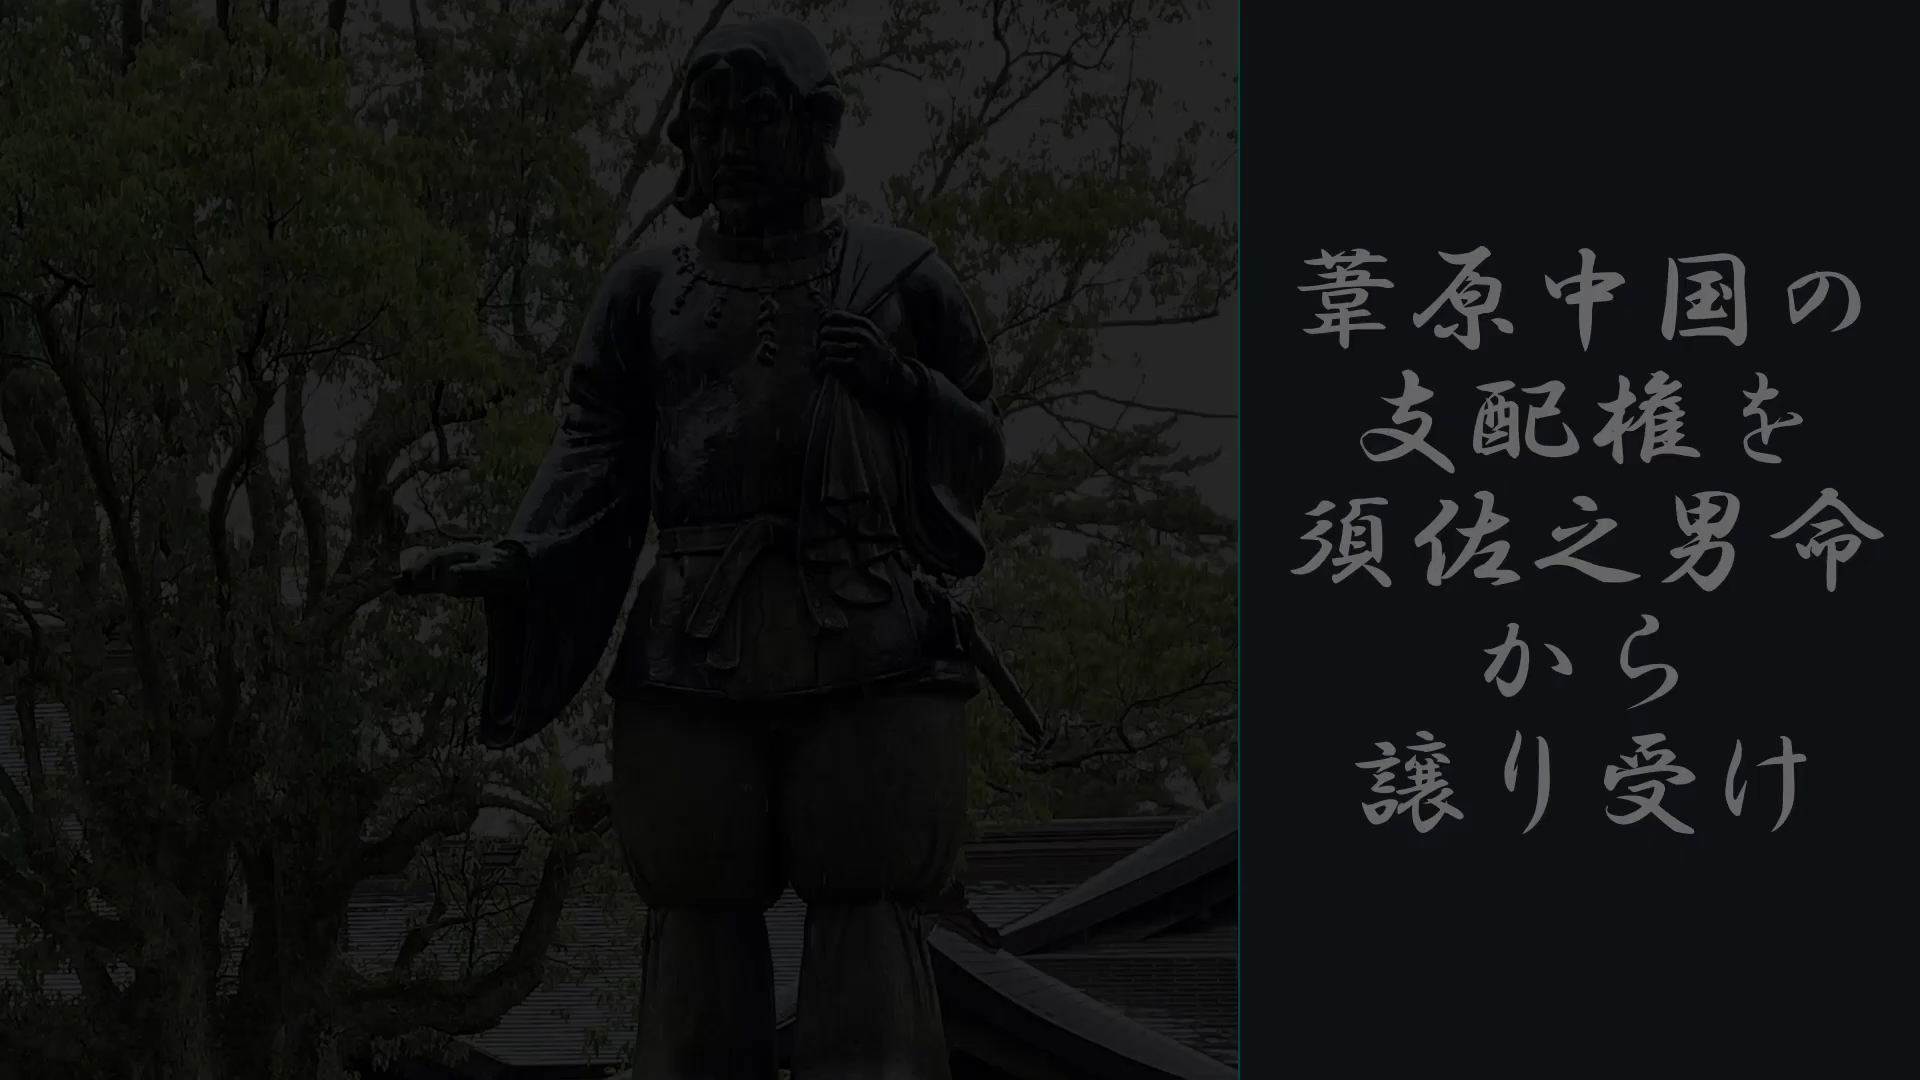 葦原中国の
支配権を
須佐之男命
から
譲り受け